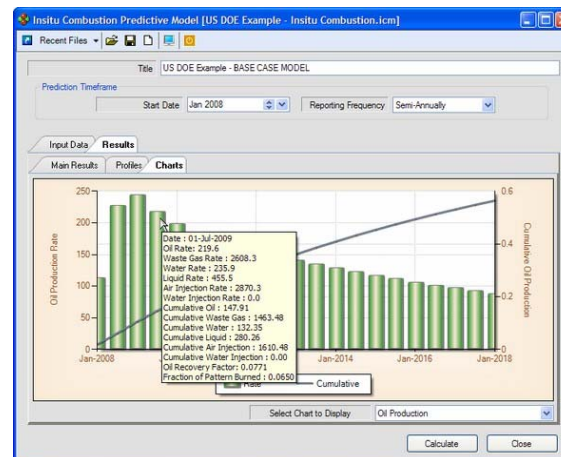 Insitu Combustion Predictive Model [US DOE Example - Insitu Combustion.icm]
Recent Files
Title US DOE Example - BASE CASE MODEL
Prediction Timeframe
Start Date Jan 2008 Reporting Frequency Semi-Annually
Input Data Results
Main Results Profiles Charts
250
200
150
100
50
0
Oil Production Rate
0.6
0.4
0.2
0
Cumulative Oil Production
Date : 01-Jul-2009
Oil Rate: 219.6
Waste Gas Rate : 2608.3
Water Rate : 235.9
Liquid Rate : 455.5
Air Injection Rate : 2870.3
Water Injection Rate : 0.0
Cumulative Oil : 147.91
Cumulative Waste Gas : 1463.48
Cumulative Water : 132.35
Cumulative Liquid : 280.26
Cumulative Air Injection : 1610.48
Cumulative Water Injection : 0.00
Oil Recovery Factor: 0.0771
Fraction of Pattern Burned : 0.0650
Jan-2008 Jan-2014 Jan-2016 Jan-2018
Rate Cumulative
Select Chart to Display Oil Production
Calculate Close